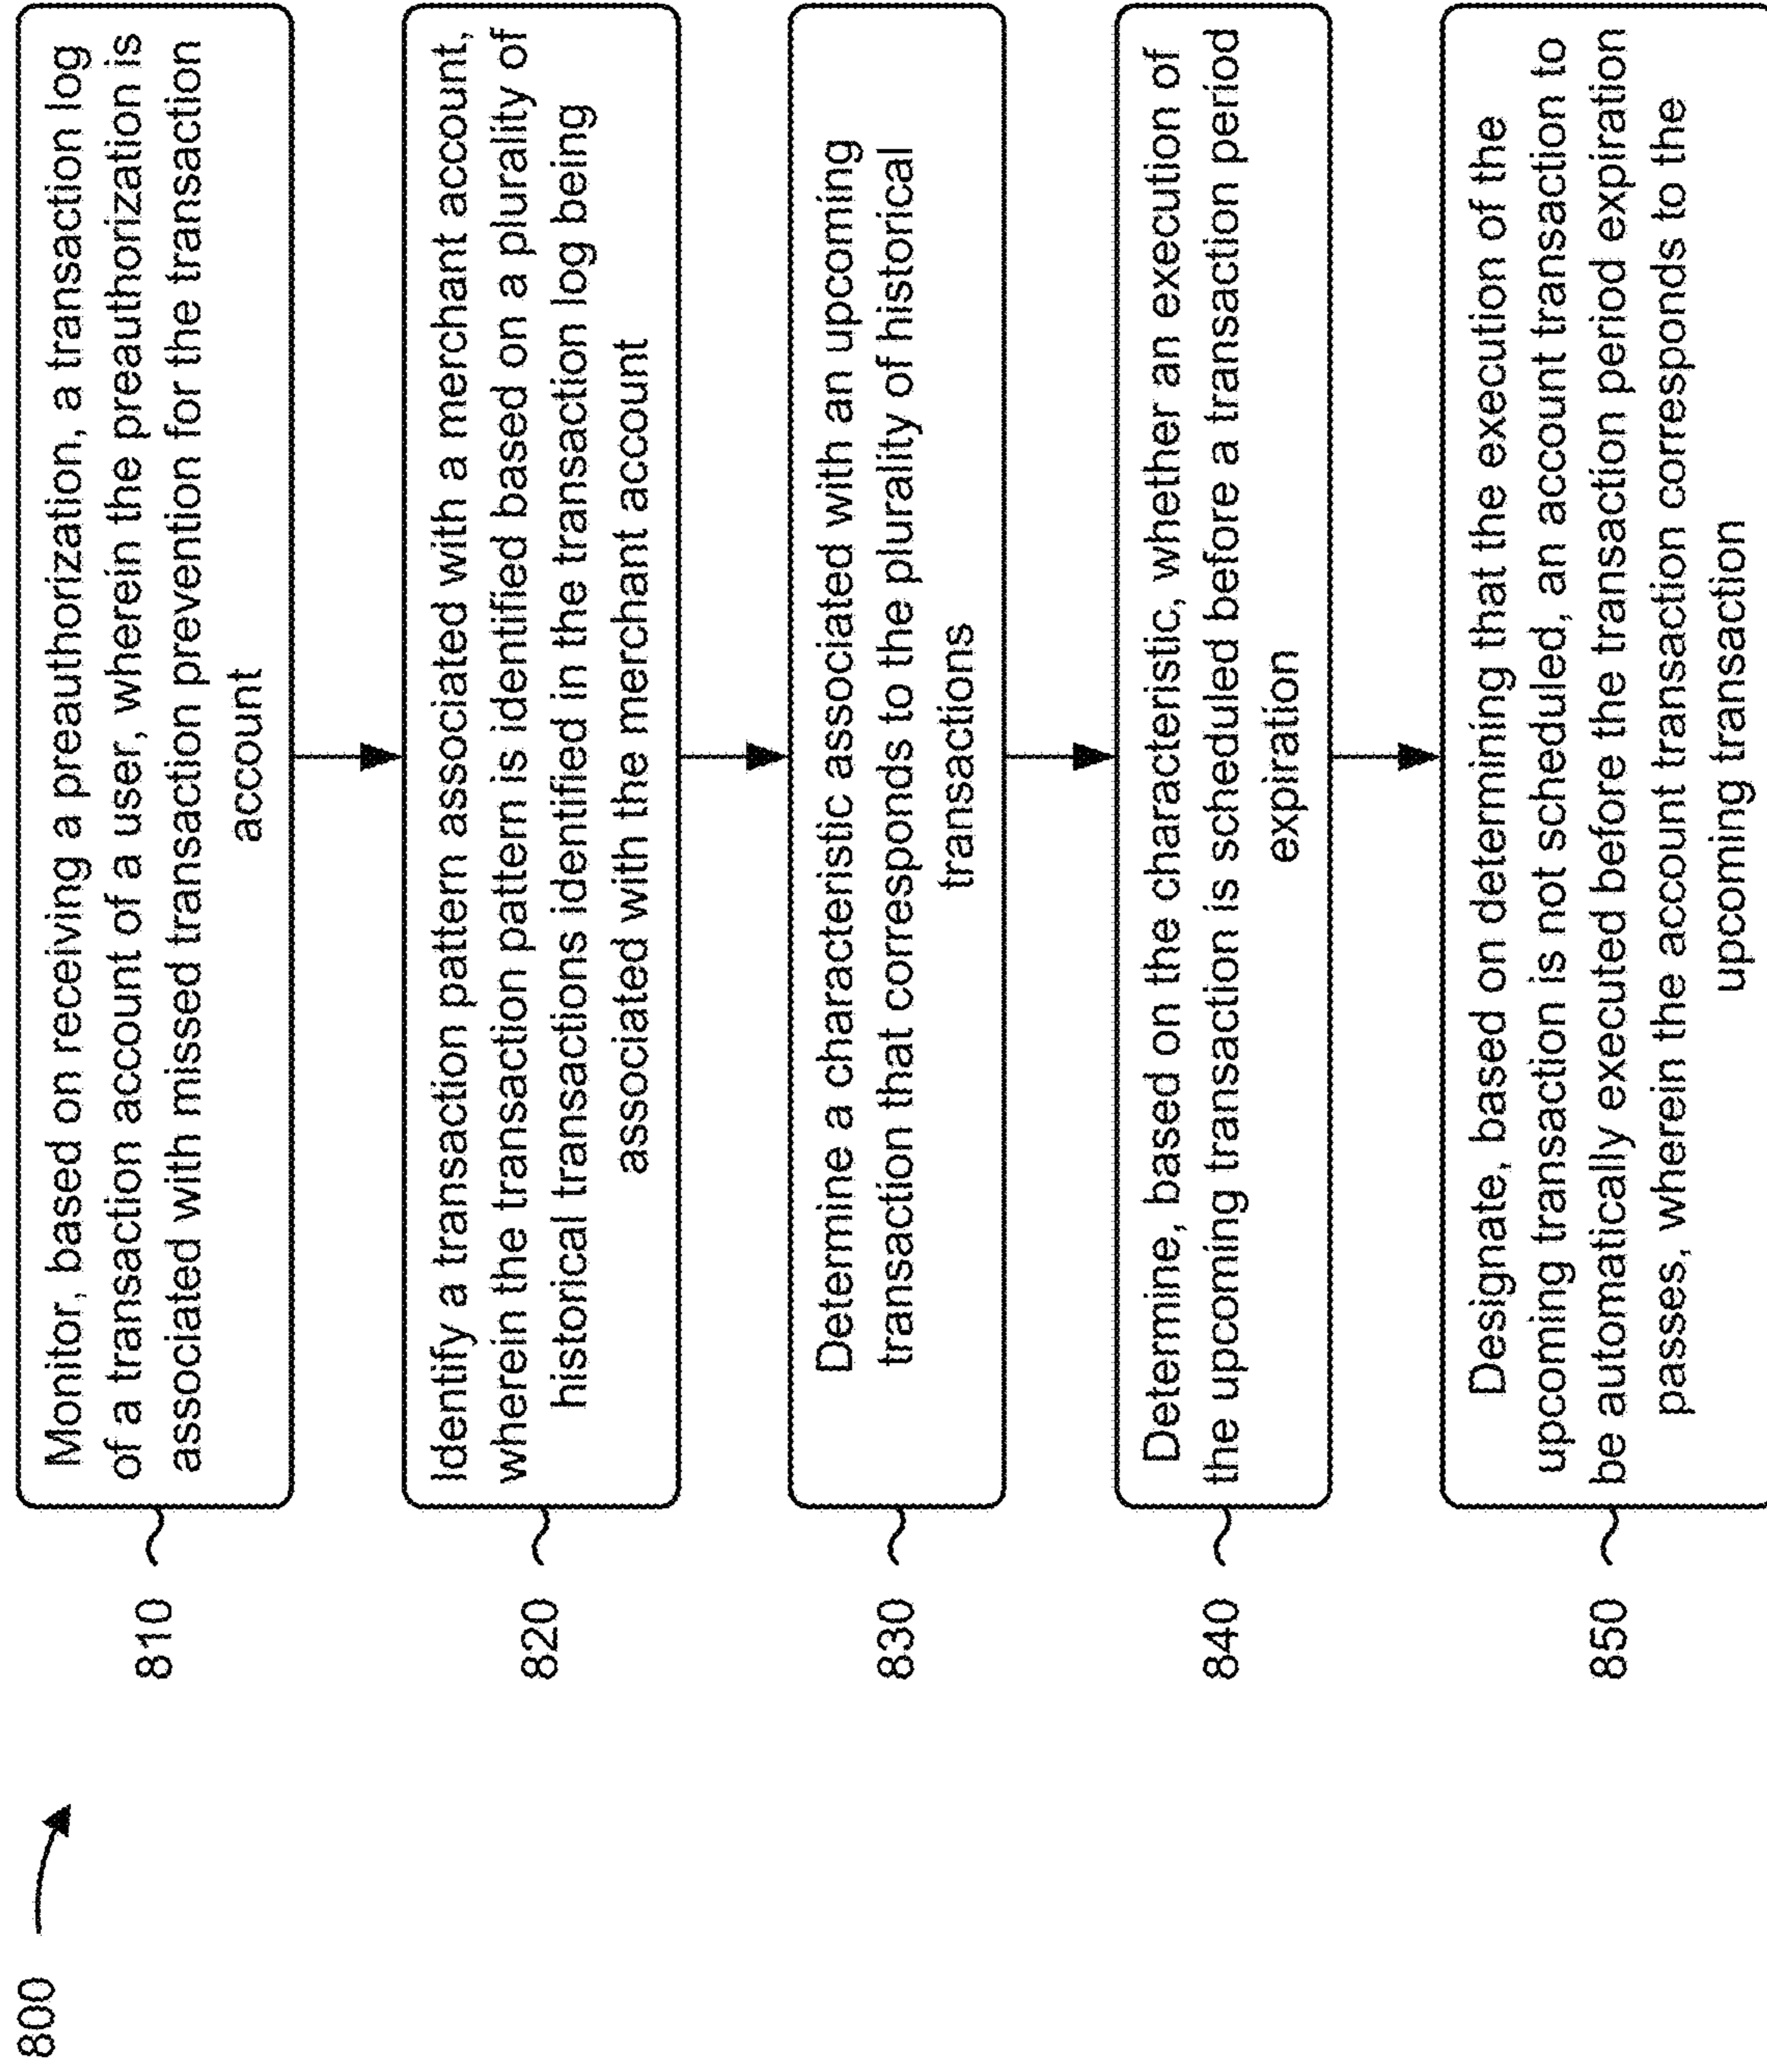 800
810
Monitor, based on receiving a preauthorization, a transaction log
of a transaction account of a user, wherein the preauthorization is
associated with missed transaction prevention for the transaction
account
820
Identify a transaction pattern associated with a merchant account,
wherein the transaction pattern is identified based on a plurality of
historical transactions identified in the transaction log being
associated with the merchant account
830
Determine a characteristic associated with an upcoming
transaction that corresponds to the plurality of historical
transactions
840
Determine, based on the characteristic, whether an execution of
the upcoming transaction is scheduled before a transaction period
expiration
850
Designate, based on determining that the execution of the
upcoming transaction is not scheduled, an account transaction to
be automatically executed before the transaction period expiration
passes, wherein the account transaction corresponds to the
upcoming transaction